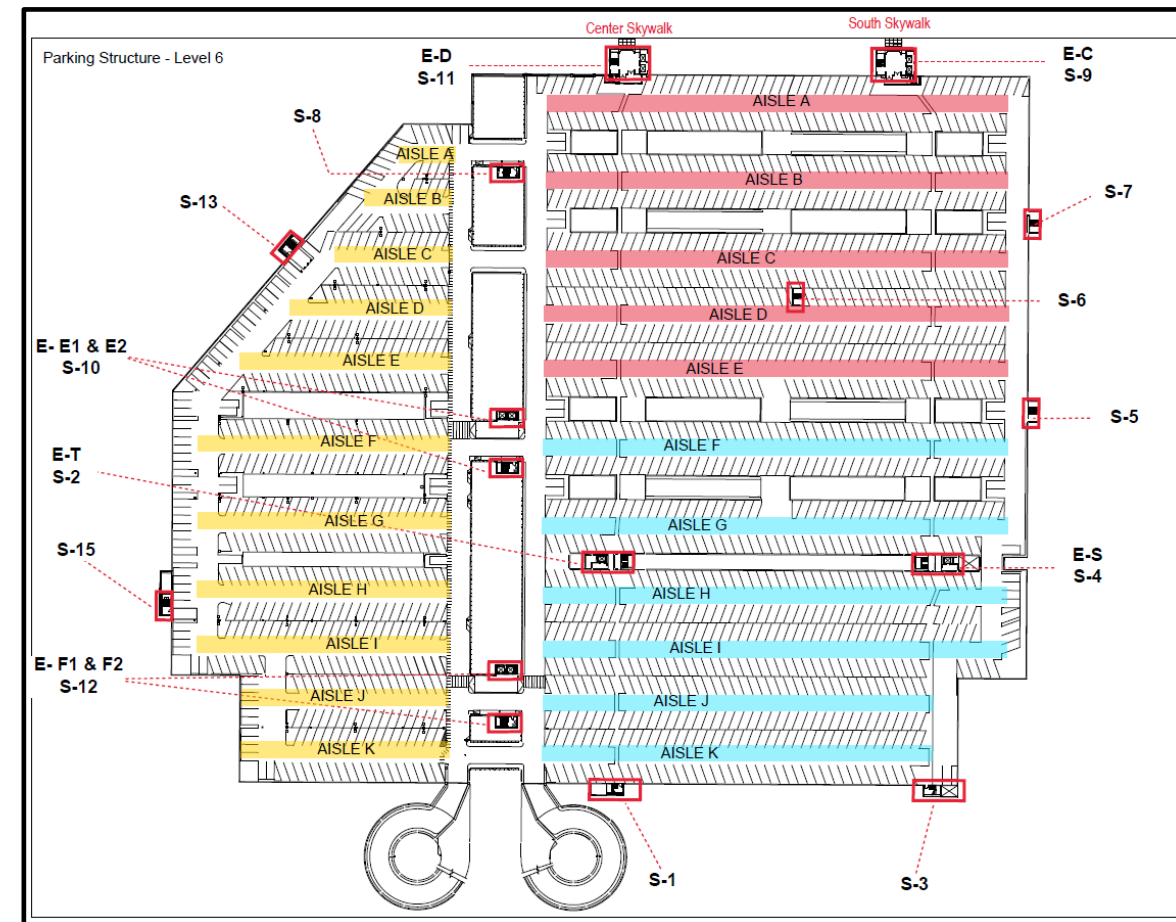 Center Skywalk
South Skywalk
Parking Structure - Level 6
E-D
S-11
E-C
S-9
S-8
AISLE A
AISLE A
AISLE B
AISLE B
S-13
S-7
AISLE C
AISLE C
S-6
AISLE D
AISLE D
E- E1 & E2
S-10
AISLE E
AISLE E
S-5
AISLE F
AISLE F
E-T
S-2
AISLE G
AISLE G
S-15
E-S
S-4
AISLE H
AISLE H
AISLE I
AISLE I
E- F1 & F2
S-12
AISLE J
AISLE J
AISLE K
AISLE K
S-1
S-3